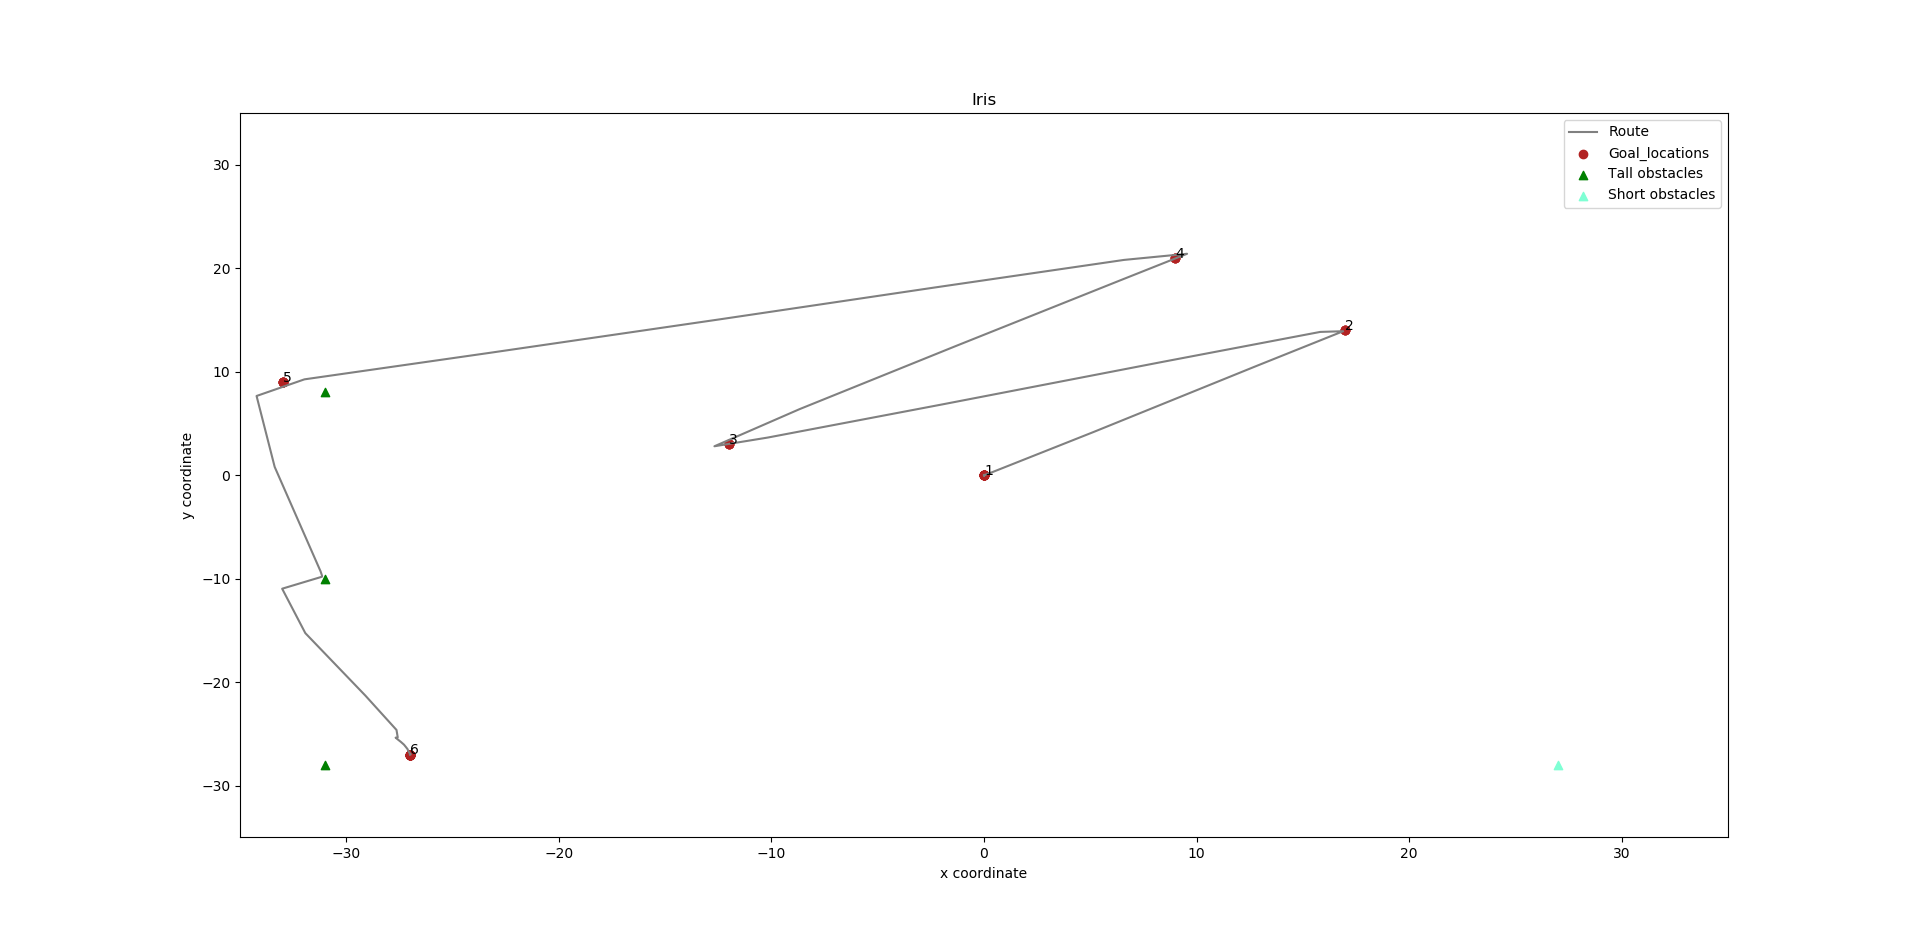 Iris
Route
Goal_locations
Tall obstacles
Short obstacles
30
20
10
0
−10
−20
−30
y coordinate
4
2
5
3
1
6
−30
−20
−10
0
10
20
30
x coordinate